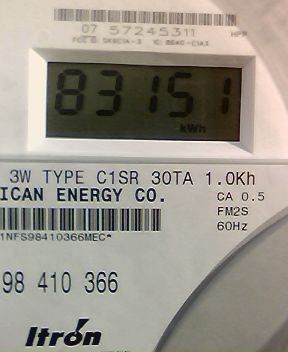 07 57245311
HPP
83151
kWh
3W TYPE C1SR 30TA 1.0Kh
ICAN ENERGY CO.
CA 0.5
FM2S
60Hz
1NFS98410366MEC*
98 410 366
Itron